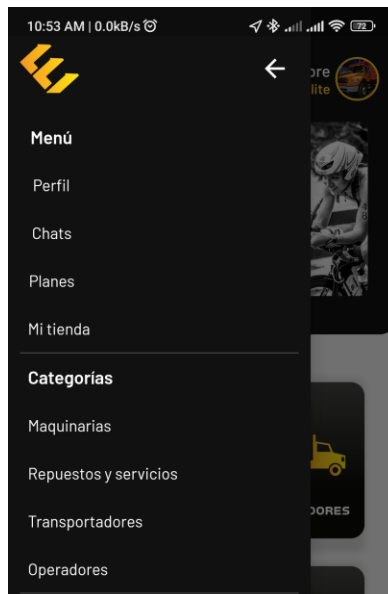 10:53 AM | 0.0kB/s
72
bre
lite
Menú
Perfil
Chats
Planes
Mi tienda
Categorías
Maquinarias
Repuestos y servicios
Transportadores
DORES
Operadores